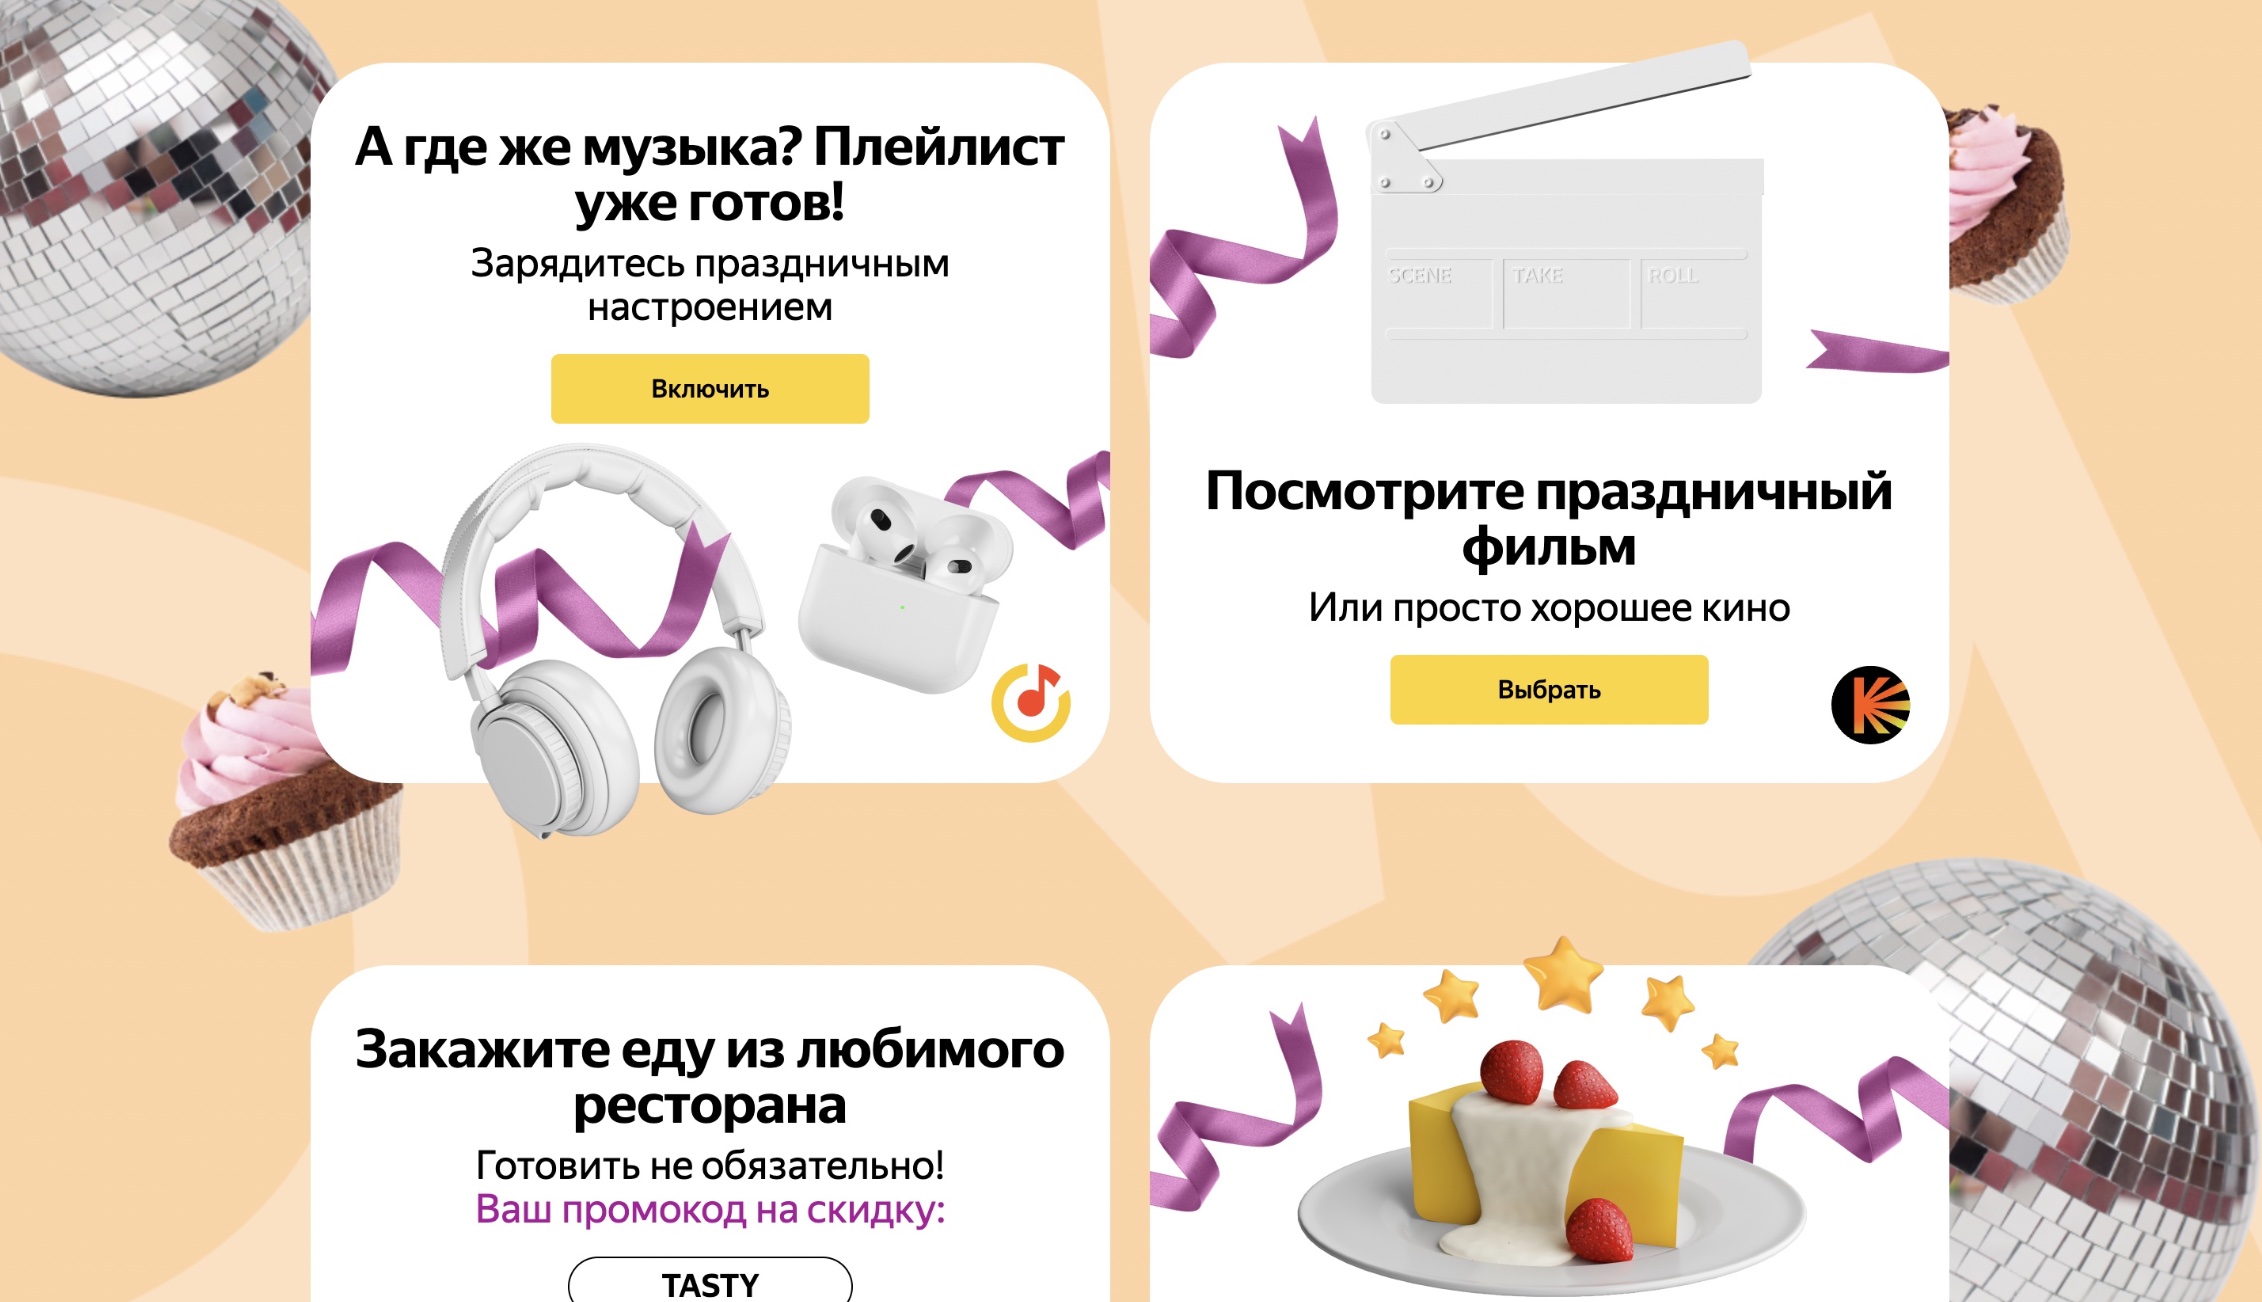 А где же музыка? Плейлист
уже готов!
Зарядитесь праздничным
настроением
Включить
SCENE TAKE ROLL
Посмотрите праздничный
фильм
Или просто хорошее кино
Выбрать
K
Закажите еду из любимого
ресторана
Готовить не обязательно!
Ваш промокод на скидку:
TASTY